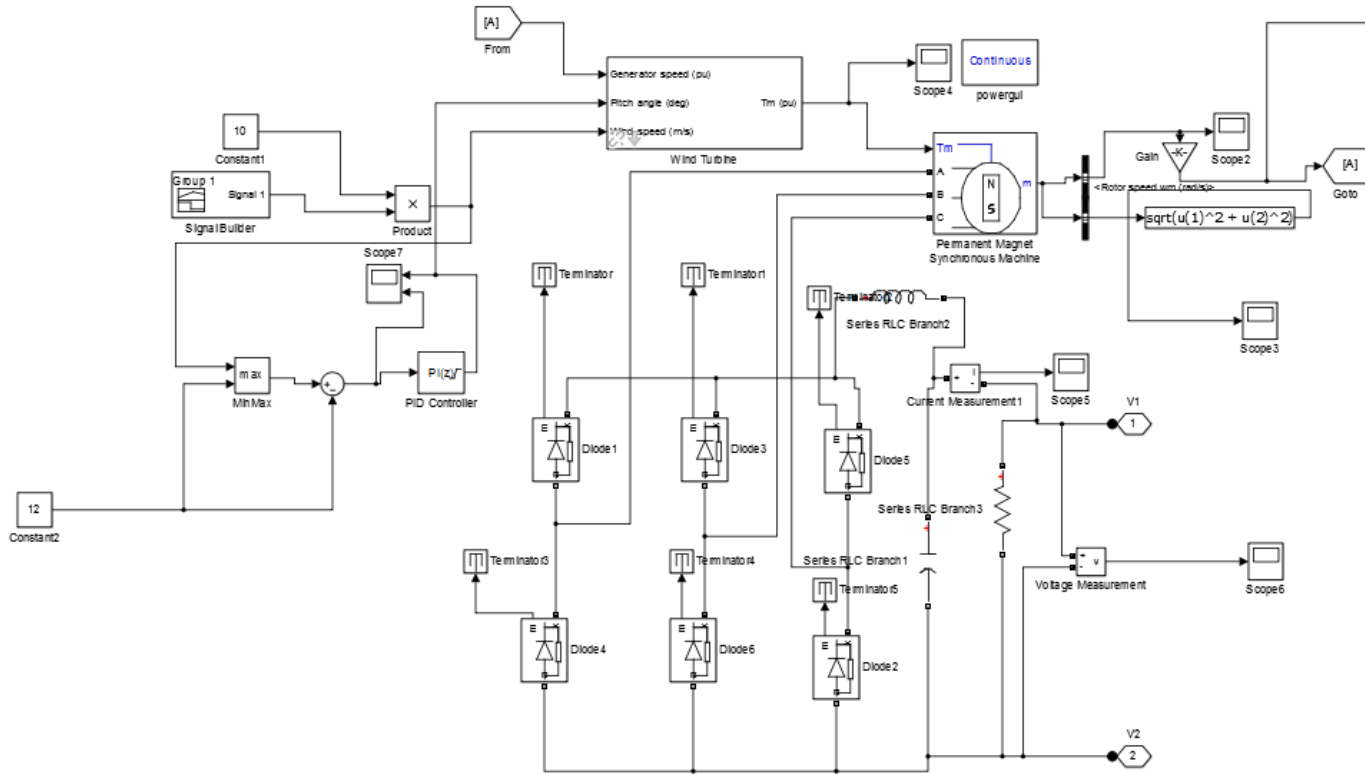 [A]
From
Generator speed (pu)
Pitch angle (deg)
Wind speed (m/s)
Tm (pu)
Wind Turbine
Scope4
Continuous
powergui
10
Constant1
Group 1
Signal 1
Signal Builder
×
Product
Scope7
Tm
A
B
C
N
S
m
Permanent Magnet
Synchronous Machine
Gain
-K-
Scope2
<Rotor speed wm (rad/s)>
[A]
Goto
sqrt(u(1)^2 + u(2)^2)
Scope3
Terminator
Terminator1
Series RLC Branch2
max
MinMax
+
-
PI(z)
PID Controller
+
-
i
Current Measurement1
Scope5
V1
1
m
Diode1
m
Diode3
m
Diode5
12
Constant2
Series RLC Branch3
+
Terminator3
Terminator4
Series RLC Branch1
+
Terminator5
+
-
v
Voltage Measurement
Scope6
m
Diode4
m
Diode6
m
Diode2
V2
2